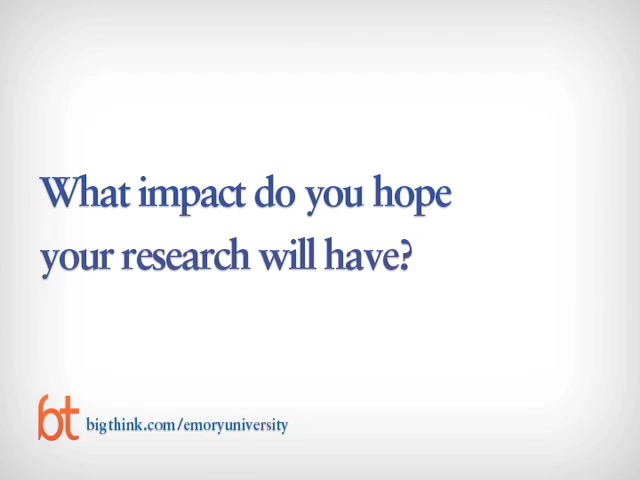 What impact do you hope
your research will have?
bt bigthink.com/emoryuniversity